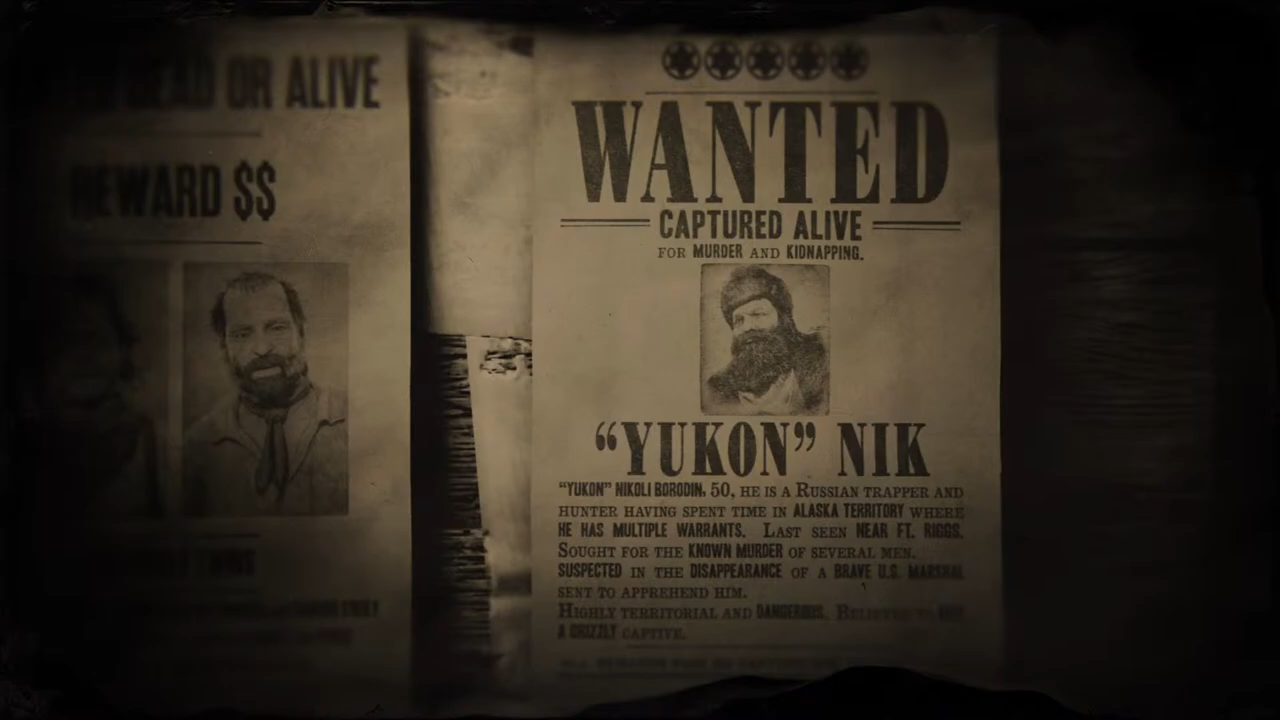 DEAD OR ALIVE
REWARD $$
WANTED
CAPTURED ALIVE
FOR MURDER AND KIDNAPPING.
“YUKON” NIK
“YUKON” NIKOLI BORODIN, 50, HE IS A RUSSIAN TRAPPER AND
HUNTER HAVING SPENT TIME IN ALASKA TERRITORY WHERE
HE HAS MULTIPLE WARRANTS. LAST SEEN NEAR FT. RIGGS.
SOUGHT FOR THE KNOWN MURDER OF SEVERAL MEN.
SUSPECTED IN THE DISAPPEARANCE OF A BRAVE U.S. MARSHAL
SENT TO APPREHEND HIM.
HIGHLY TERRITORIAL AND DANGEROUS. BELIEVED TO
A GRIZZLY CAPTIVE.